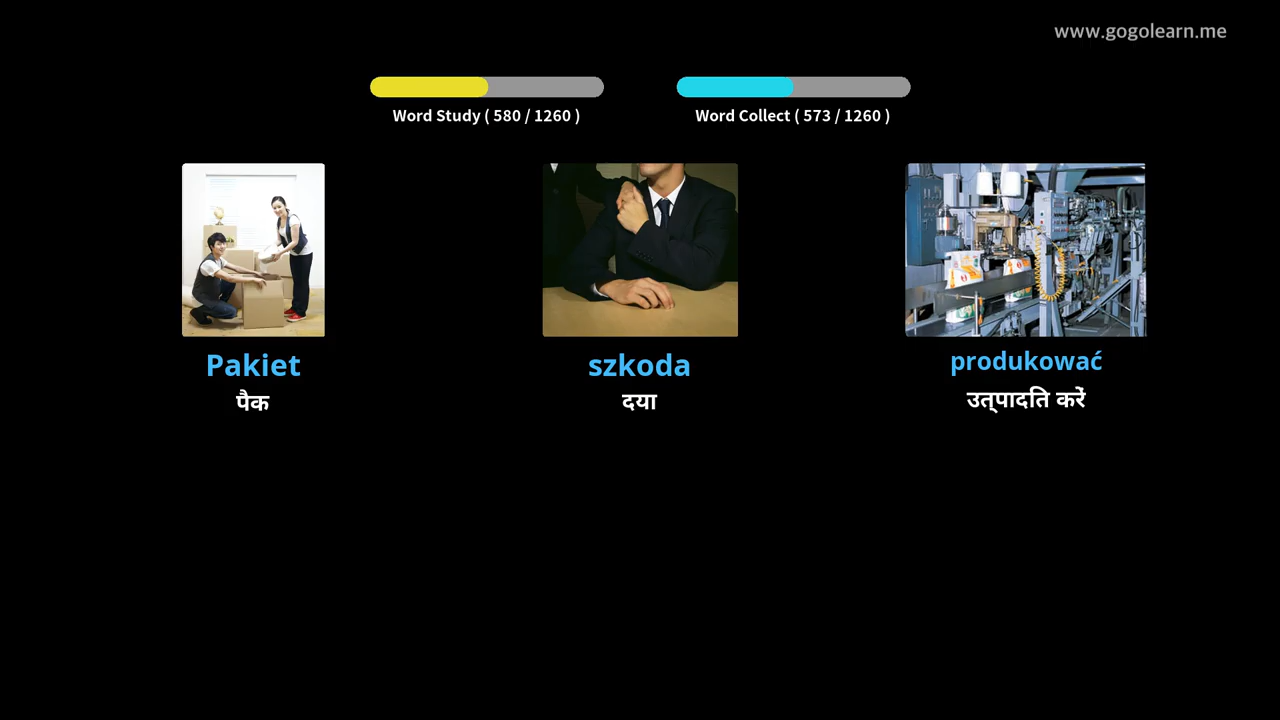 www.gogolearn.me
Word Study ( 580 / 1260 )
Word Collect ( 573 / 1260 )
Pakiet
szkoda
produkować
पैक
दया
उत्पादति करें